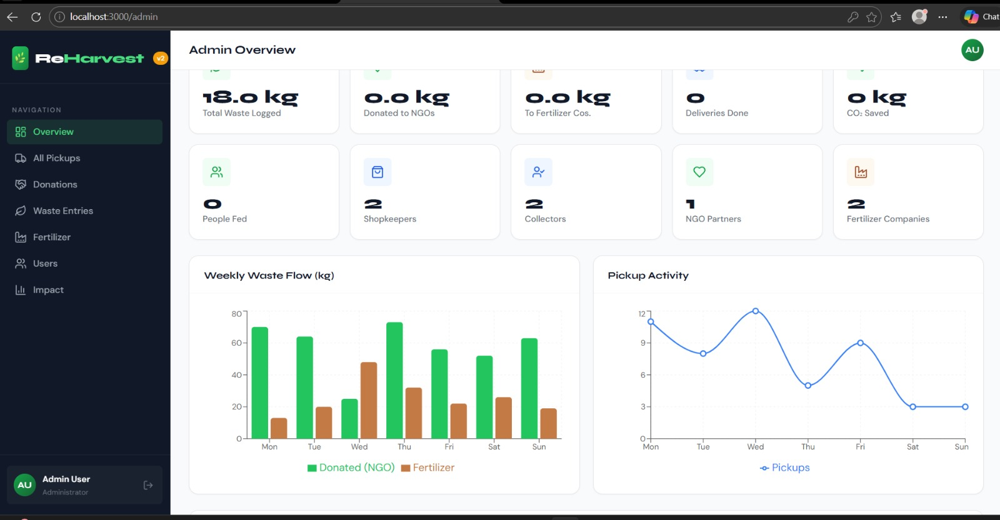 localhost:3000/admin
Chat
ReHarvest v2
Admin Overview
AU
NAVIGATION
Overview
All Pickups
Donations
Waste Entries
Fertilizer
Users
Impact
AU
Admin User
Administrator
18.0 kg
Total Waste Logged
0.0 kg
Donated to NGOs
0.0 kg
To Fertilizer Cos.
0
Deliveries Done
0 kg
CO₂ Saved
0
People Fed
2
Shopkeepers
2
Collectors
1
NGO Partners
2
Fertilizer Companies
Weekly Waste Flow (kg)
80
60
40
20
0
Mon Tue Wed Thu Fri Sat Sun
Donated (NGO) Fertilizer
Pickup Activity
12
9
6
3
0
Mon Tue Wed Thu Fri Sat Sun
Pickups